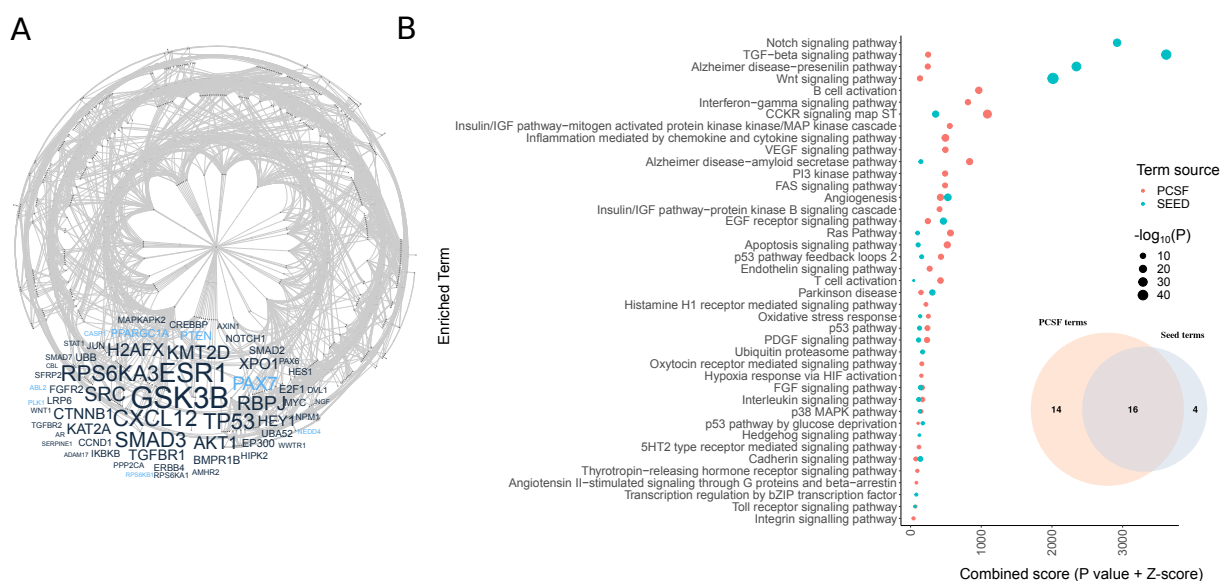 A
B
MAPKAPK2
CREBBP
AXIN1
CASP1
PPARGC1A
PTEN
NOTCH1
STAT1
JUN
H2AFX
KMT2D
SMAD2
SMAD7
UBB
XPO1
PAX6
CBL
SFRP2
RPS6KA3
ESR1
HES1
ABL2
FGFR2
SRC
PAX7
E2F1
DVL1
PLK1
LRP6
GSK3B
RBPJ
MYC
NGF
WNT1
CTNNB1
CXCL12
TP53
HEY1
NPM1
TGFBR2
KAT2A
UBA52
NEDD4
AR
SERPINE1
CCND1
SMAD3
AKT1
EP300
WWTR1
ADAM17
IKBKB
TGFBR1
BMPR1B
HIPK2
PPP2CA
ERBB4
RPS6KB1
RPS6KA1
AMHR2
Enriched Term
Notch signaling pathway
TGF-beta signaling pathway
Alzheimer disease-presenilin pathway
Wnt signaling pathway
B cell activation
Interferon-gamma signaling pathway
CCKR signaling map ST
Insulin/IGF pathway-mitogen activated protein kinase kinase/MAP kinase cascade
Inflammation mediated by chemokine and cytokine signaling pathway
VEGF signaling pathway
Alzheimer disease-amyloid secretase pathway
PI3 kinase pathway
FAS signaling pathway
Angiogenesis
Insulin/IGF pathway-protein kinase B signaling cascade
EGF receptor signaling pathway
Ras Pathway
Apoptosis signaling pathway
p53 pathway feedback loops 2
Endothelin signaling pathway
T cell activation
Parkinson disease
Histamine H1 receptor mediated signaling pathway
Oxidative stress response
p53 pathway
PDGF signaling pathway
Ubiquitin proteasome pathway
Oxytocin receptor mediated signaling pathway
Hypoxia response via HIF activation
FGF signaling pathway
Interleukin signaling pathway
p38 MAPK pathway
p53 pathway by glucose deprivation
Hedgehog signaling pathway
5HT2 type receptor mediated signaling pathway
Cadherin signaling pathway
Thyrotropin-releasing hormone receptor signaling pathway
Angiotensin II-stimulated signaling through G proteins and beta-arrestin
Transcription regulation by bZIP transcription factor
Toll receptor signaling pathway
Integrin signalling pathway
0
1000
2000
3000
Combined score (P value + Z-score)
Term source
PCSF
SEED
-log₁₀(P)
10
20
30
40
PCSF terms
Seed terms
14
16
4